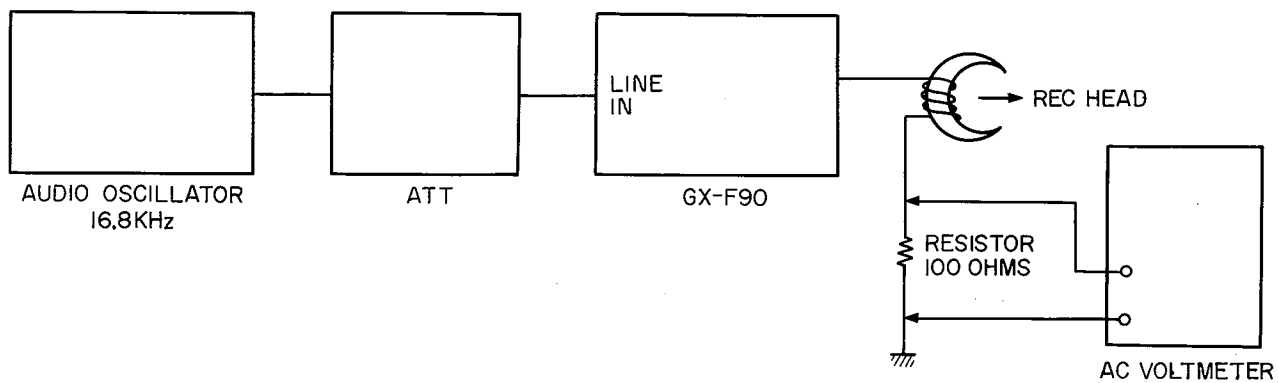 LINE
IN
REC HEAD
AUDIO OSCILLATOR
16.8KHz
ATT
GX-F90
RESISTOR
100 OHMS
AC VOLTMETER